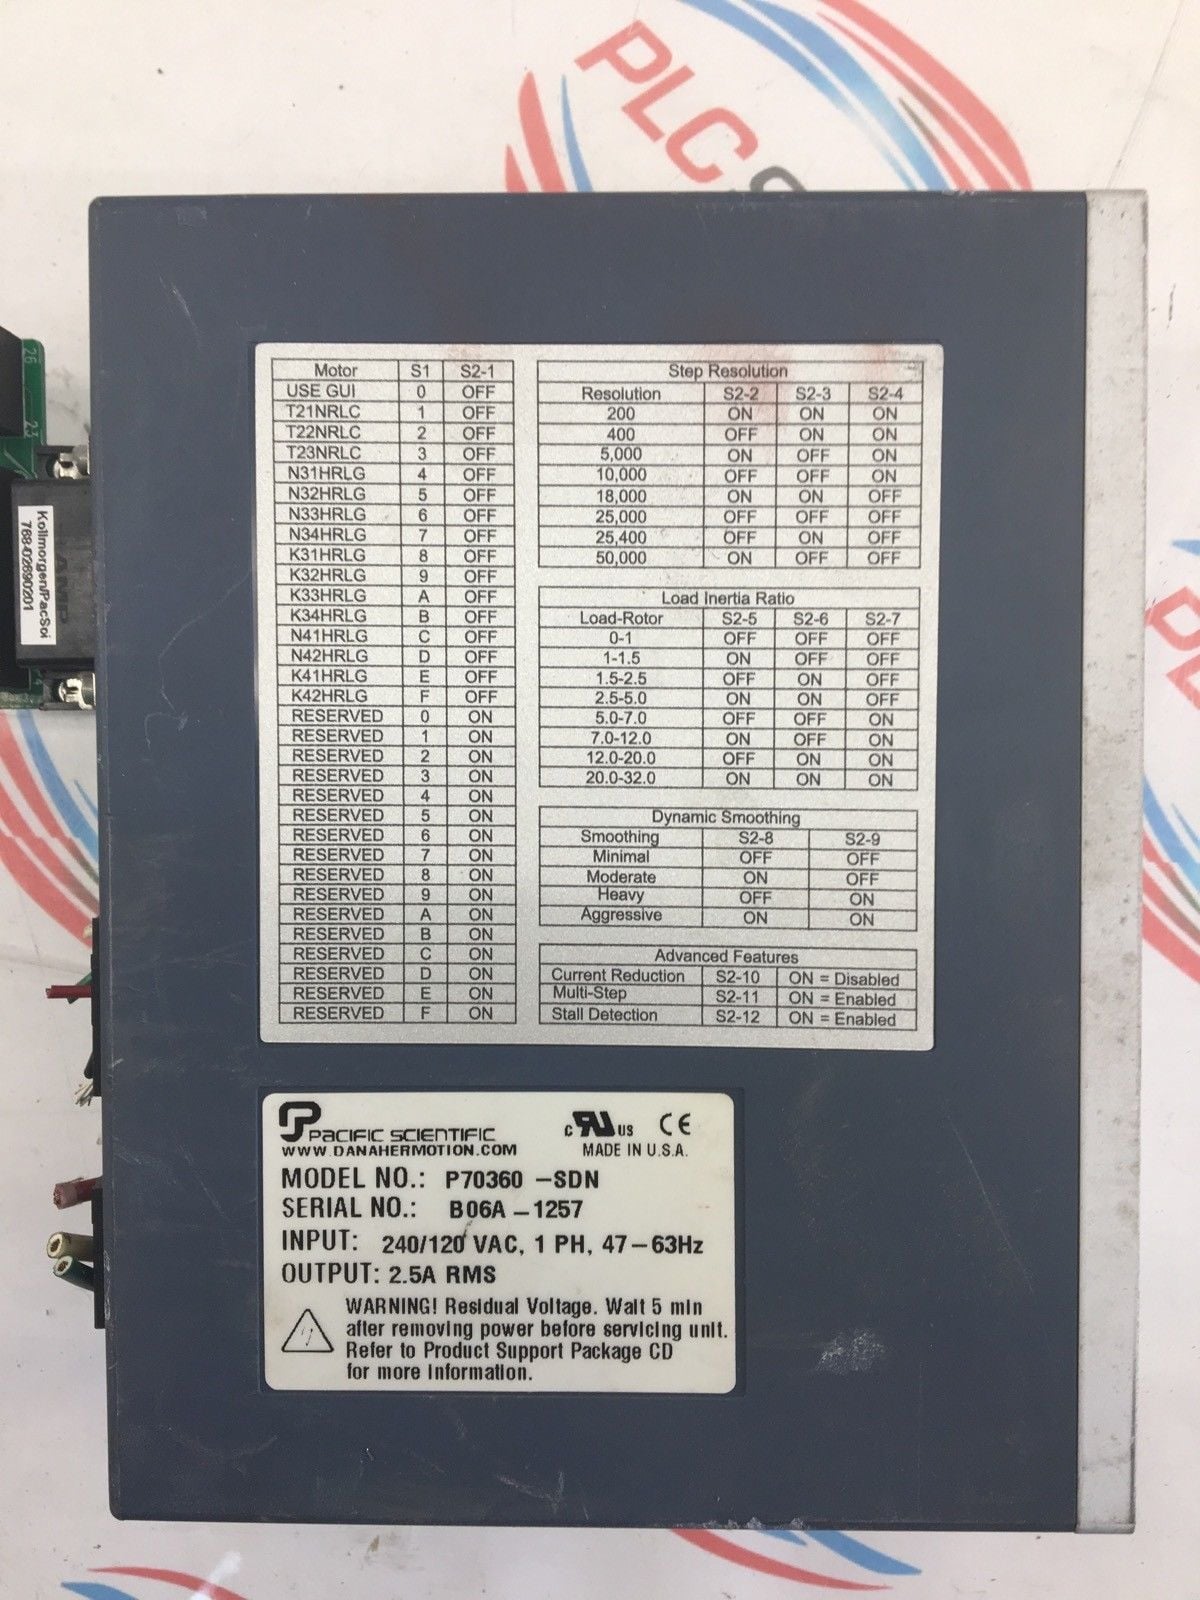 PLC.
26
23
Kollmorgen/PacSci
AMP
Motor S1 S2-1
USE GUI 0 OFF
T21NRLC 1 OFF
T22NRLC 2 OFF
T23NRLC 3 OFF
N31HRLG 4 OFF
N32HRLG 5 OFF
N33HRLG 6 OFF
N34HRLG 7 OFF
K31HRLG 8 OFF
K32HRLG 9 OFF
K33HRLG A OFF
K34HRLG B OFF
N41HRLG C OFF
N42HRLG D OFF
K41HRLG E OFF
K42HRLG F OFF
RESERVED 0 ON
RESERVED 1 ON
RESERVED 2 ON
RESERVED 3 ON
RESERVED 4 ON
RESERVED 5 ON
RESERVED 6 ON
RESERVED 7 ON
RESERVED 8 ON
RESERVED 9 ON
RESERVED A ON
RESERVED B ON
RESERVED C ON
RESERVED D ON
RESERVED E ON
RESERVED F ON
Step Resolution
Resolution S2-2 S2-3 S2-4
200 ON ON ON
400 OFF ON ON
5,000 ON OFF ON
10,000 OFF OFF ON
18,000 ON ON OFF
25,000 OFF OFF OFF
25,400 OFF ON OFF
50,000 ON OFF OFF
Load Inertia Ratio
Load-Rotor S2-5 S2-6 S2-7
0-1 OFF OFF OFF
1-1.5 ON OFF OFF
1.5-2.5 OFF ON OFF
2.5-5.0 ON ON OFF
5.0-7.0 OFF OFF ON
7.0-12.0 ON OFF ON
12.0-20.0 OFF ON ON
20.0-32.0 ON ON ON
Dynamic Smoothing
Smoothing S2-8 S2-9
Minimal OFF OFF
Moderate ON OFF
Heavy OFF ON
Aggressive ON ON
Advanced Features
Current Reduction S2-10 ON = Disabled
Multi-Step S2-11 ON = Enabled
Stall Detection S2-12 ON = Enabled
PACIFIC SCIENTIFIC
WWW.DANAHERMOTION.COM
c RU us CE
MADE IN U.S.A.
MODEL NO.: P70360 -SDN
SERIAL NO.: B06A -1257
INPUT: 240/120 VAC, 1 PH, 47-63Hz
OUTPUT: 2.5A RMS
WARNING! Residual Voltage. Wait 5 min
after removing power before servicing unit.
Refer to Product Support Package CD
for more information.